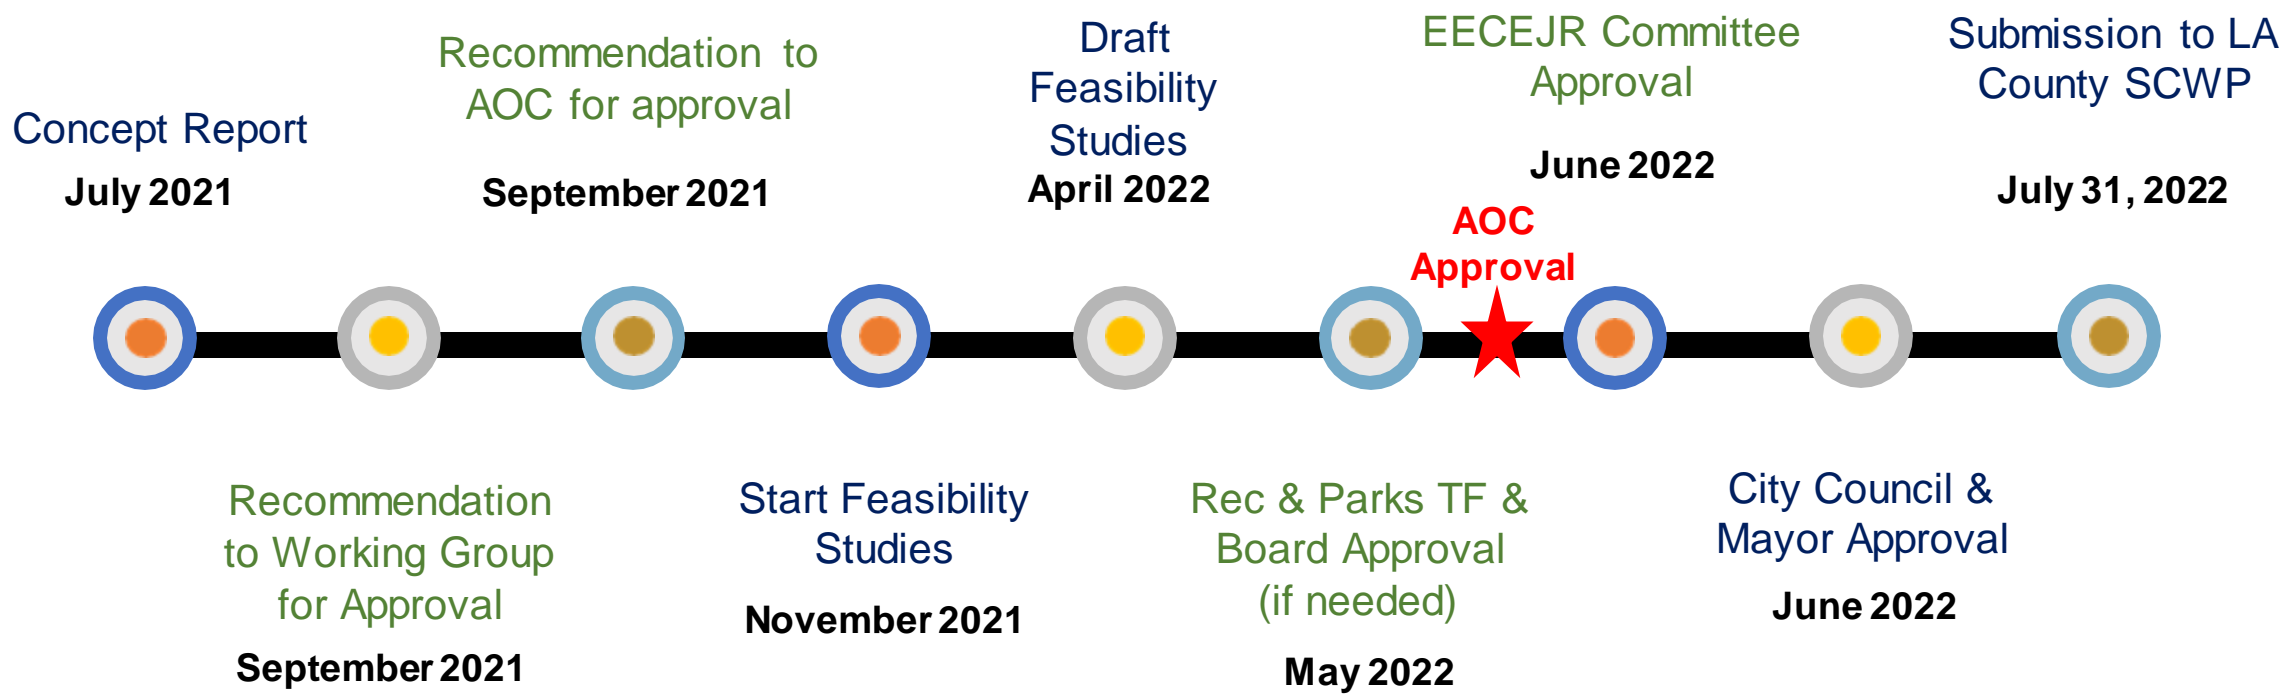 Concept Report
July 2021
Recommendation to
AOC for approval
September 2021
Draft
Feasibility
Studies
April 2022
EECEJR Committee
Approval
June 2022
Submission to LA
County SCWP
July 31, 2022
AOC
Approval
Recommendation
to Working Group
for Approval
September 2021
Start Feasibility
Studies
November 2021
Rec & Parks TF &
Board Approval
(if needed)
May 2022
City Council &
Mayor Approval
June 2022